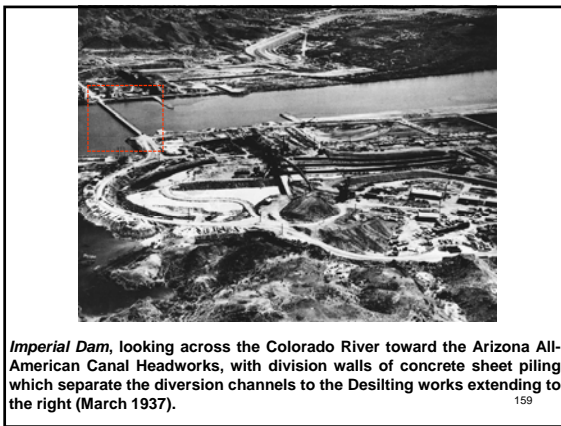 Imperial Dam, looking across the Colorado River toward the Arizona All-
American Canal Headworks, with division walls of concrete sheet piling
which separate the diversion channels to the Desilting works extending to
the right (March 1937).
159